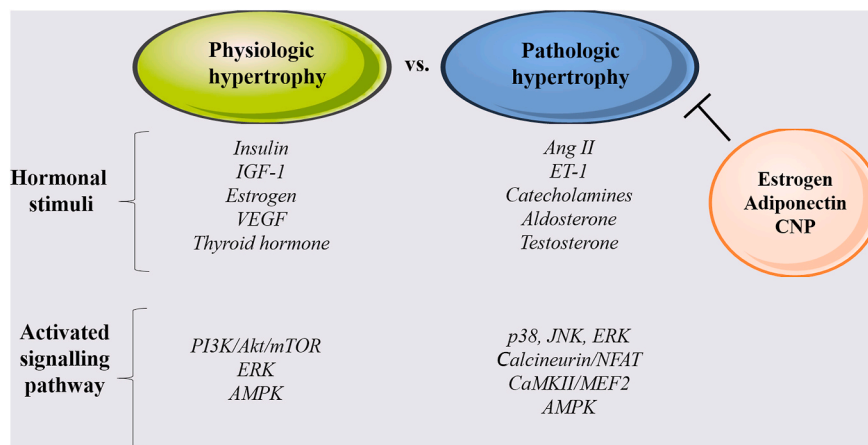 Physiologic
hypertrophy
vs.
Pathologic
hypertrophy
Hormonal
stimuli
Insulin
IGF-1
Estrogen
VEGF
Thyroid hormone
Ang II
ET-1
Catecholamines
Aldosterone
Testosterone
Estrogen
Adiponectin
CNP
Activated
signalling
pathway
PI3K/Akt/mTOR
ERK
AMPK
p38, JNK, ERK
Calcineurin/NFAT
CaMKII/MEF2
AMPK